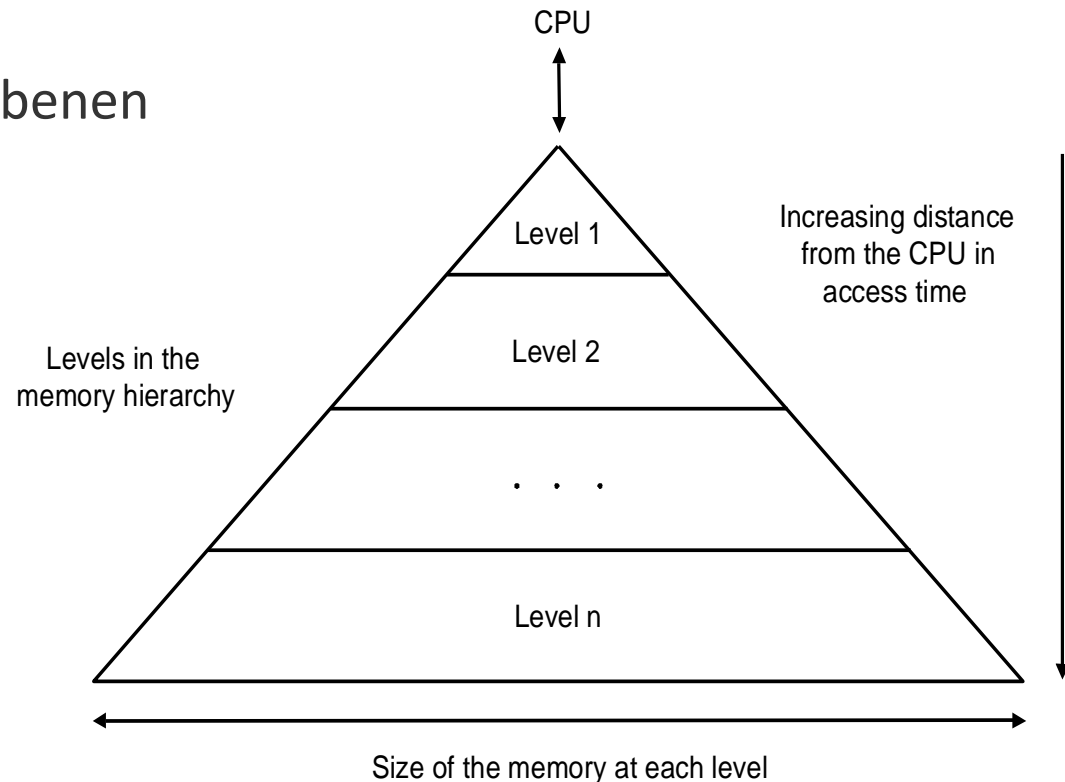 CPU
benen
Level 1
Increasing distance
from the CPU in
access time
Level 2
Levels in the
memory hierarchy
. . .
Level n
Size of the memory at each level